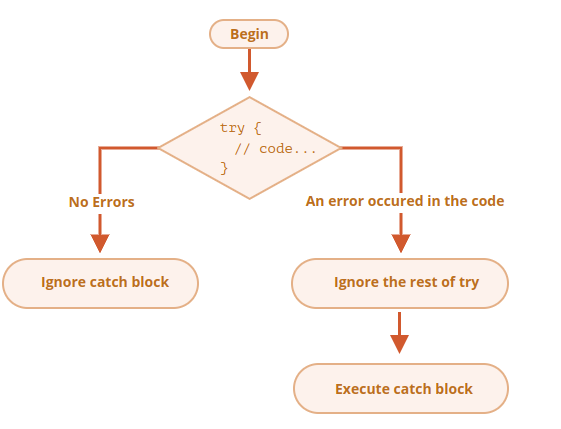 Begin
try {
// code...
}
No Errors
An error occured in the code
Ignore catch block
Ignore the rest of try
Execute catch block